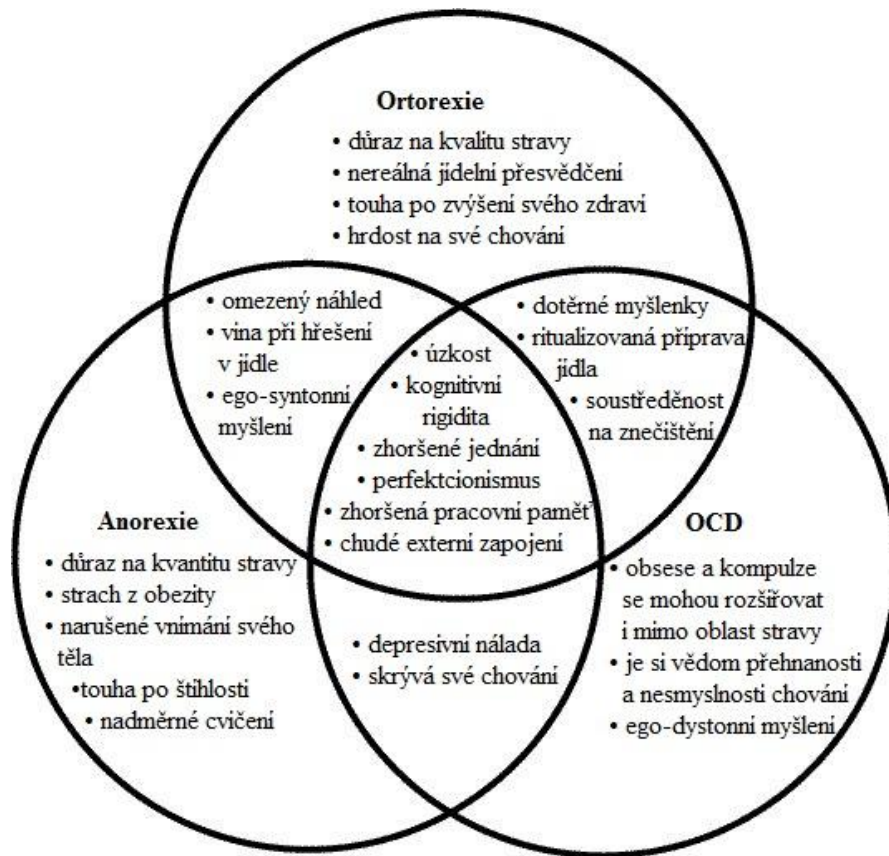 Ortorexie
• důraz na kvalitu stravy
• nereálná jídelní přesvědčení
• touha po zvýšení svého zdraví
• hrdost na své chování
• omezený náhled
• vina při hřešení
v jídle
• ego-syntonní
myšlení
• úzkost
• kognitivní
rigidita
• zhoršené jednání
• perfektcionismus
• zhoršená pracovní paměť
• chudé externí zapojení
• dotěrné myšlenky
• ritualizovaná příprava
jídla
• soustředěnost
na znečištění
Anorexie
• důraz na kvantitu stravy
• strach z obezity
• narušené vnímání svého
těla
•touha po štíhlosti
• nadměrné cvičení
• depresivní nálada
• skrývá své chování
OCD
• obsese a kompulze
se mohou rozšiřovat
i mimo oblast stravy
• je si vědom přehnanosti
a nesmyslnosti chování
• ego-dystonní myšlení